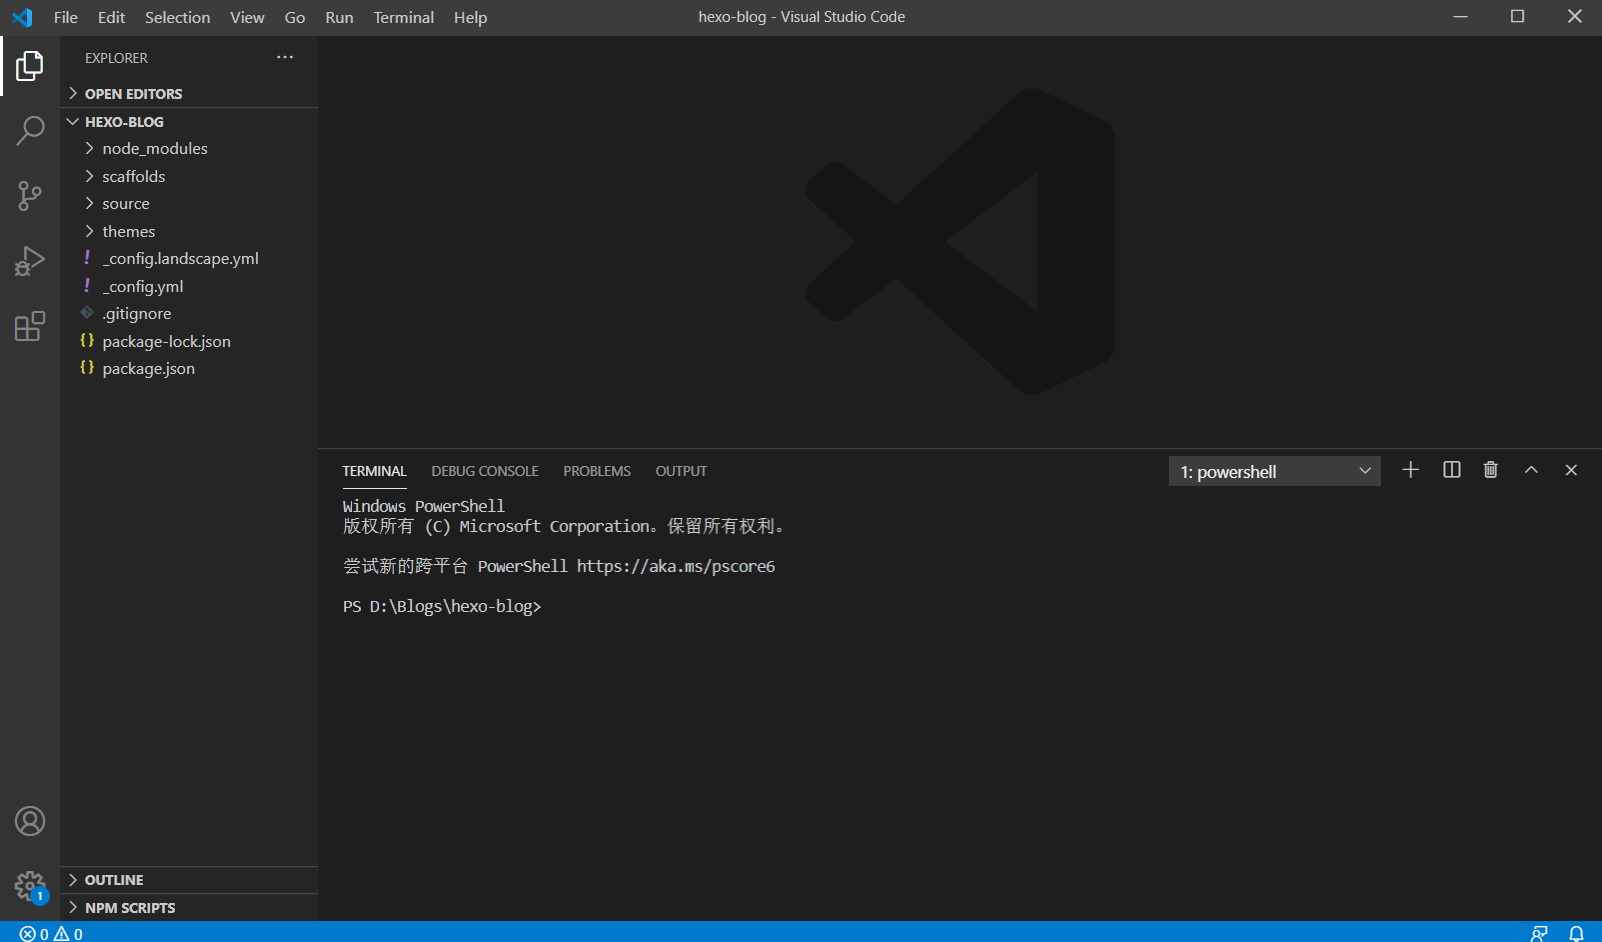 File Edit Selection View Go Run Terminal Help hexo-blog - Visual Studio Code
EXPLORER ···
OPEN EDITORS
HEXO-BLOG
node_modules
scaffolds
source
themes
! _config.landscape.yml
! _config.yml
.gitignore
{} package-lock.json
{} package.json
TERMINAL DEBUG CONSOLE PROBLEMS OUTPUT 1: powershell
Windows PowerShell
版权所有 (C) Microsoft Corporation。保留所有权利。
尝试新的跨平台 PowerShell https://aka.ms/pscore6
PS D:\Blogs\hexo-blog>
OUTLINE
1
NPM SCRIPTS
0 0